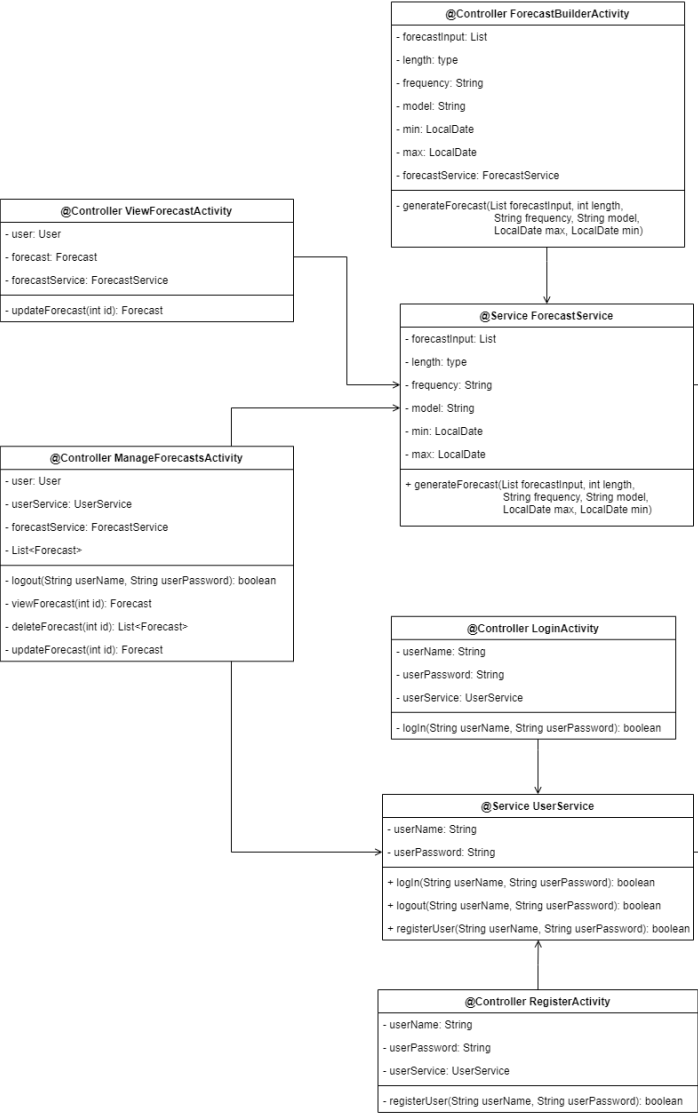 @Controller ForecastBuilderActivity
- forecastInput: List
- length: type
- frequency: String
- model: String
- min: LocalDate
- max: LocalDate
- forecastService: ForecastService
- generateForecast(List forecastInput, int length,
String frequency, String model,
LocalDate max, LocalDate min)
@Controller ViewForecastActivity
- user: User
- forecast: Forecast
- forecastService: ForecastService
- updateForecast(int id): Forecast
@Service ForecastService
- forecastInput: List
- length: type
- frequency: String
- model: String
- min: LocalDate
- max: LocalDate
+ generateForecast(List forecastInput, int length,
String frequency, String model,
LocalDate max, LocalDate min)
@Controller ManageForecastsActivity
- user: User
- userService: UserService
- forecastService: ForecastService
- List<Forecast>
- logout(String userName, String userPassword): boolean
- viewForecast(int id): Forecast
- deleteForecast(int id): List<Forecast>
- updateForecast(int id): Forecast
@Controller LoginActivity
- userName: String
- userPassword: String
- userService: UserService
- logIn(String userName, String userPassword): boolean
@Service UserService
- userName: String
- userPassword: String
+ logIn(String userName, String userPassword): boolean
+ logout(String userName, String userPassword): boolean
+ registerUser(String userName, String userPassword): boolean
@Controller RegisterActivity
- userName: String
- userPassword: String
- userService: UserService
- registerUser(String userName, String userPassword): boolean